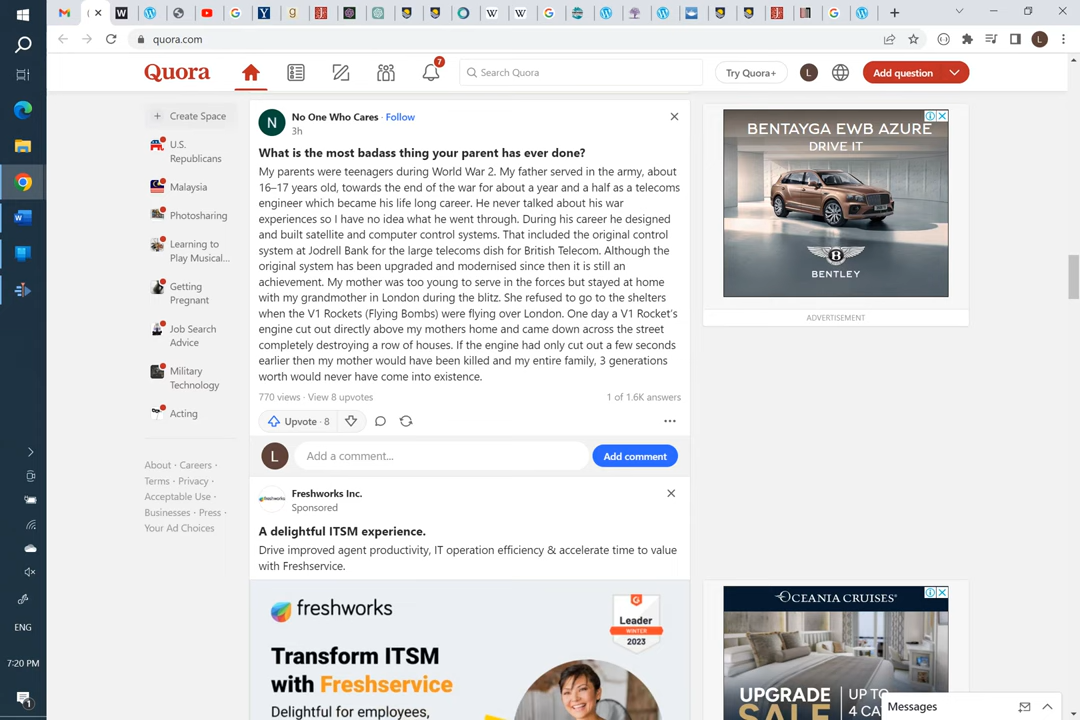 quora.com
Quora
7
Search Quora
Try Quora+
L
Add question
L
Create Space
U.S.
Republicans
Malaysia
Photosharing
Learning to
Play Musical...
Getting
Pregnant
Job Search
Advice
Military
Technology
Acting
About · Careers ·
Terms · Privacy ·
Acceptable Use ·
Businesses · Press ·
Your Ad Choices
N
No One Who Cares · Follow
3h
What is the most badass thing your parent has ever done?
My parents were teenagers during World War 2. My father served in the army, about
16–17 years old, towards the end of the war for about a year and a half as a telecoms
engineer which became his life long career. He never talked about his war
experiences so I have no idea what he went through. During his career he designed
and built satellite and computer control systems. That included the original control
system at Jodrell Bank for the large telecoms dish for British Telecom. Although the
original system has been upgraded and modernised since then it is still an
achievement. My mother was too young to serve in the forces but stayed at home
with my grandmother in London during the blitz. She refused to go to the shelters
when the V1 Rockets (Flying Bombs) were flying over London. One day a V1 Rocket's
engine cut out directly above my mothers home and came down across the street
completely destroying a row of houses. If the engine had only cut out a few seconds
earlier then my mother would have been killed and my entire family, 3 generations
worth would never have come into existence.
770 views · View 8 upvotes
1 of 1.6K answers
Upvote · 8
L
Add a comment...
Add comment
freshworks
Freshworks Inc.
Sponsored
A delightful ITSM experience.
Drive improved agent productivity, IT operation efficiency & accelerate time to value
with Freshservice.
freshworks
Leader
WINTER
2023
Transform ITSM
with Freshservice
Delightful for employees,
BENTAYGA EWB AZURE
DRIVE IT
B
BENTLEY
ADVERTISEMENT
OCEANIA CRUISES®
UPGRADE
SALE
UP TO
4 CA
Messages
ENG
7:20 PM
1